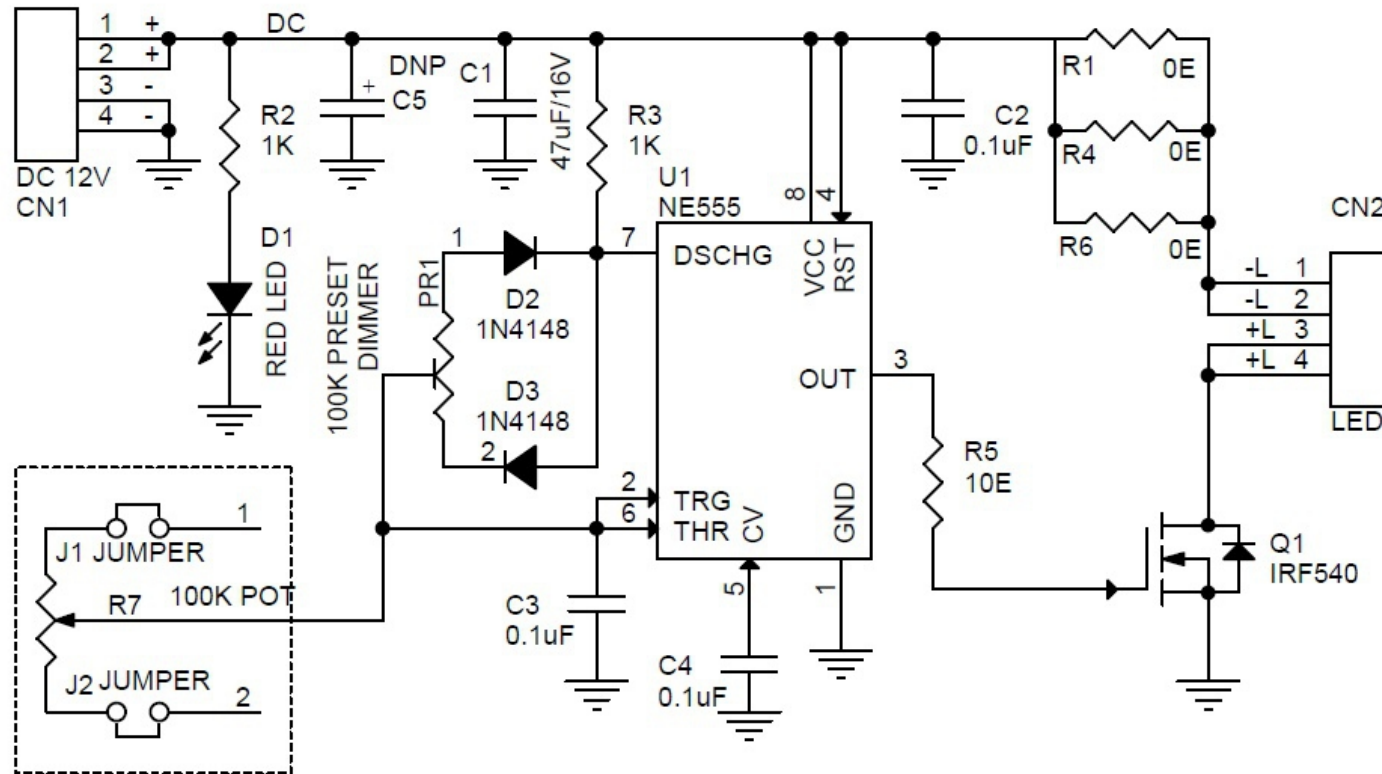 1 +
2 +
3 -
4 -
DC 12V
CN1
DC
R2
1K
D1
RED LED
+
DNP
C5
C1
47uF/16V
R3
1K
U1
NE555
8
4
C2
0.1uF
R1
0E
R4
0E
R6
0E
CN2
-L 1
-L 2
+L 3
+L 4
LED
100K PRESET
DIMMER
PR1
1
D2
1N4148
D3
1N4148
2
7
DSCHG
VCC
RST
OUT
3
2
TRG
6
THR
CV
GND
5
1
R5
10E
Q1
IRF540
C3
0.1uF
C4
0.1uF
1
J1 JUMPER
R7
100K POT
J2 JUMPER
2